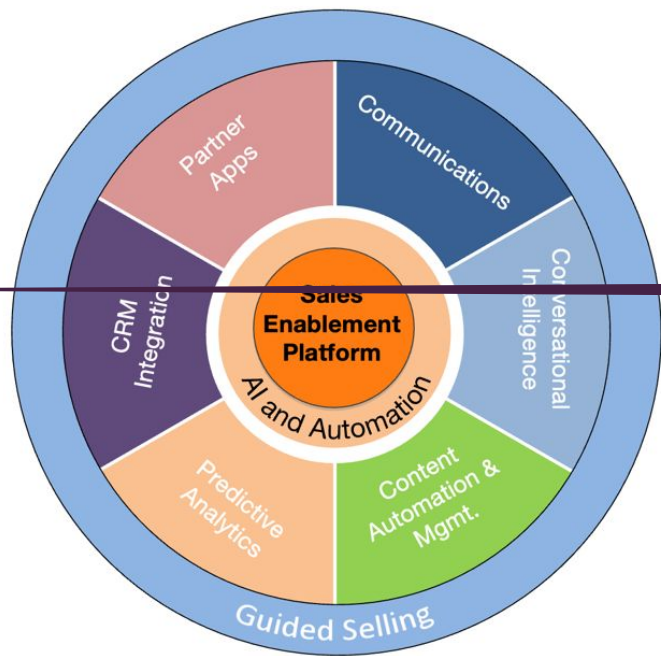 Partner
Apps
Communications
Conversational
Intelligence
CRM
Integration
Sales
Enablement
Platform
AI and Automation
Predictive
Analytics
Content
Automation &
Mgmt.
Guided Selling